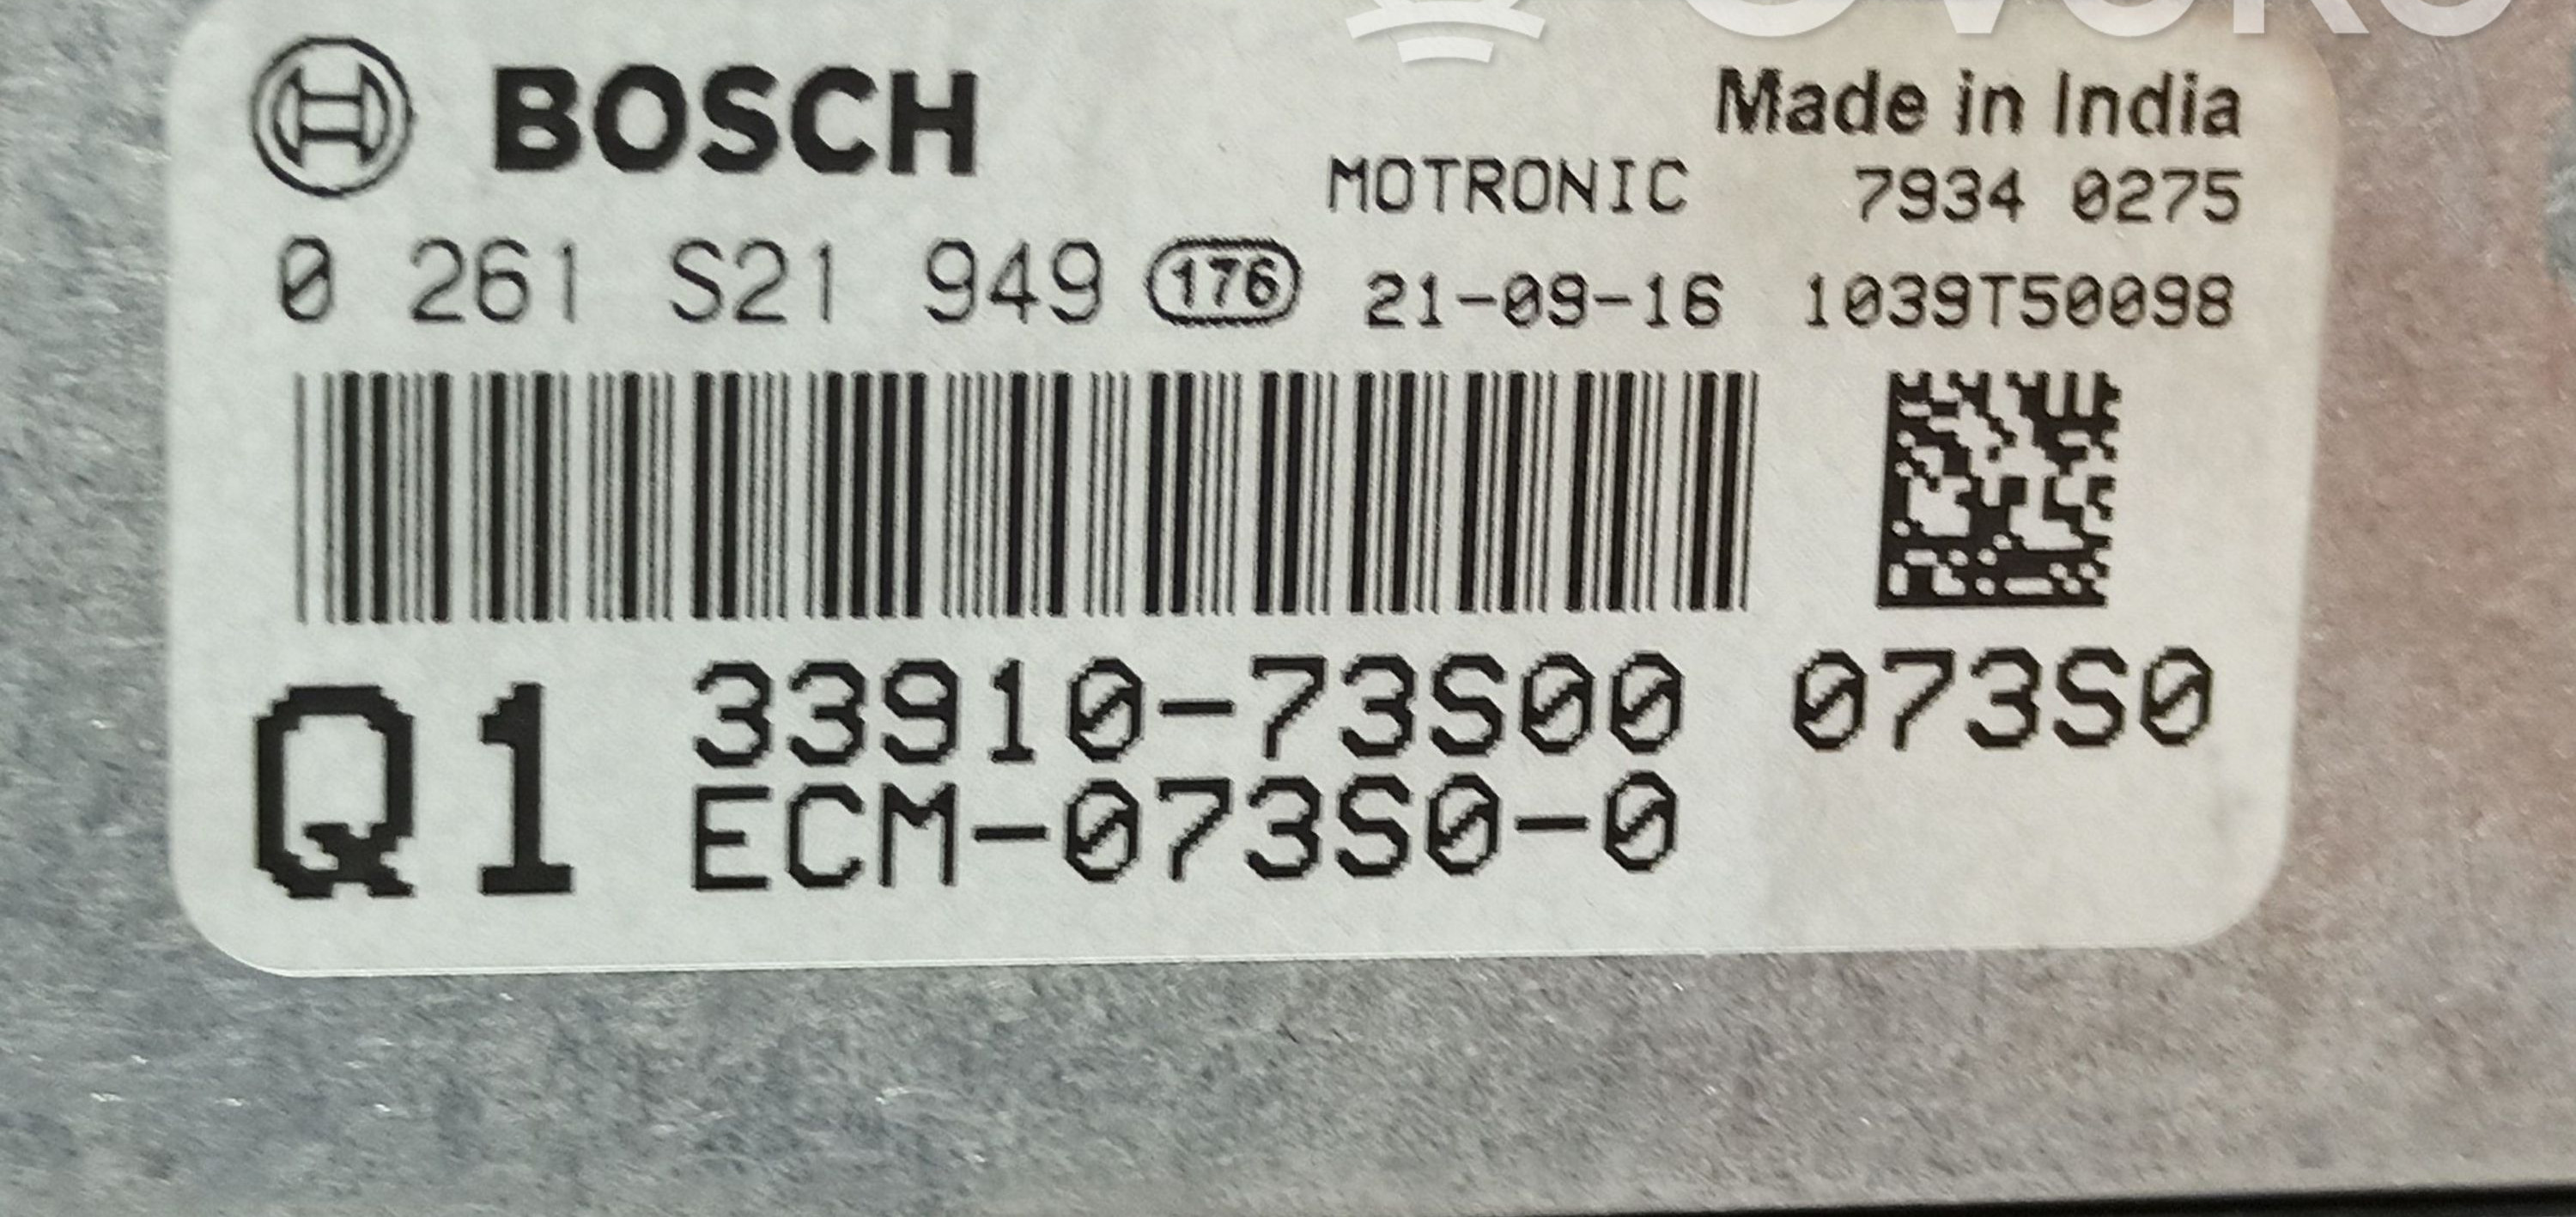 BOSCH
Made in India
MOTRONIC 7934 0275
0 261 S21 949 176 21-09-16 1039T50098
Q1 33910-73S00 073S0
ECM-073S0-0